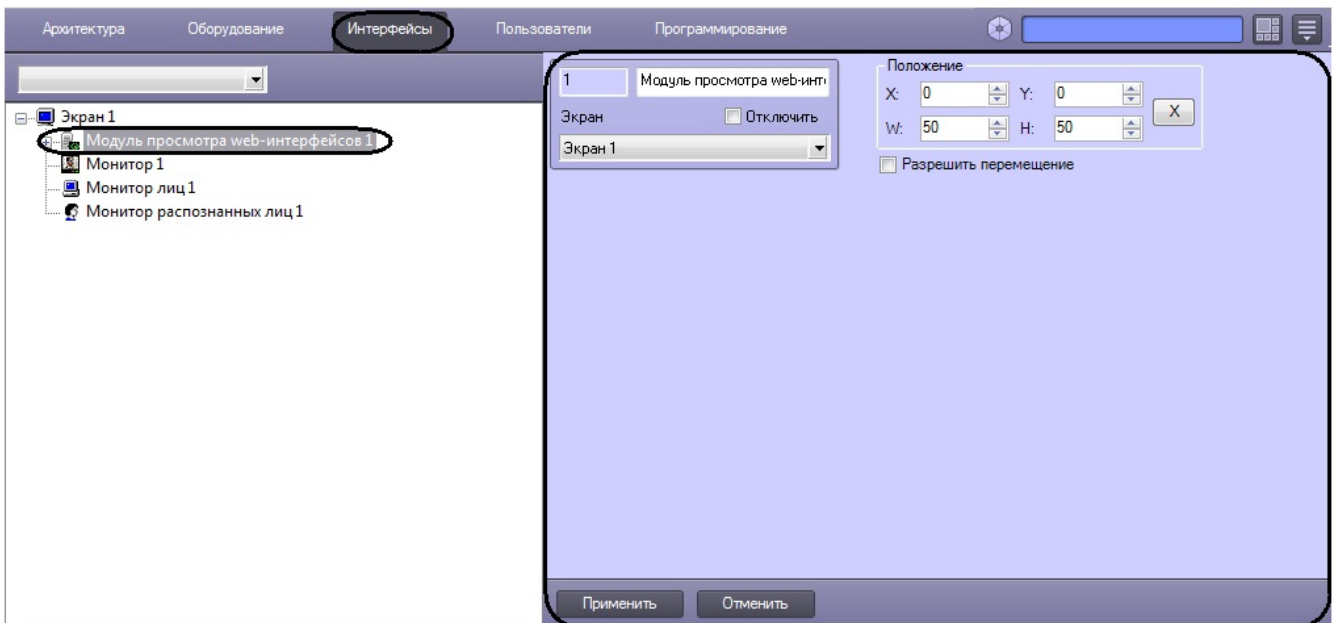 Архитектура Оборудование Интерфейсы Пользователи Программирование
Экран 1
Модуль просмотра web-интерфейсов 1
Монитор 1
Монитор лиц 1
Монитор распознанных лиц 1
1 Модуль просмотра web-инте
Экран Отключить
Экран 1
Положение
X: 0 Y: 0 X
W: 50 H: 50
Разрешить перемещение
Применить Отменить